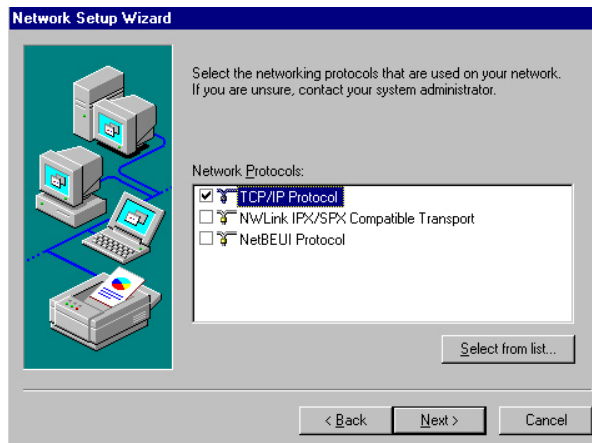 Network Setup Wizard
Select the networking protocols that are used on your network.
If you are unsure, contact your system administrator.
Network Protocols:
TCP/IP Protocol
NWLink IPX/SPX Compatible Transport
NetBEUI Protocol
Select from list...
< Back Next > Cancel